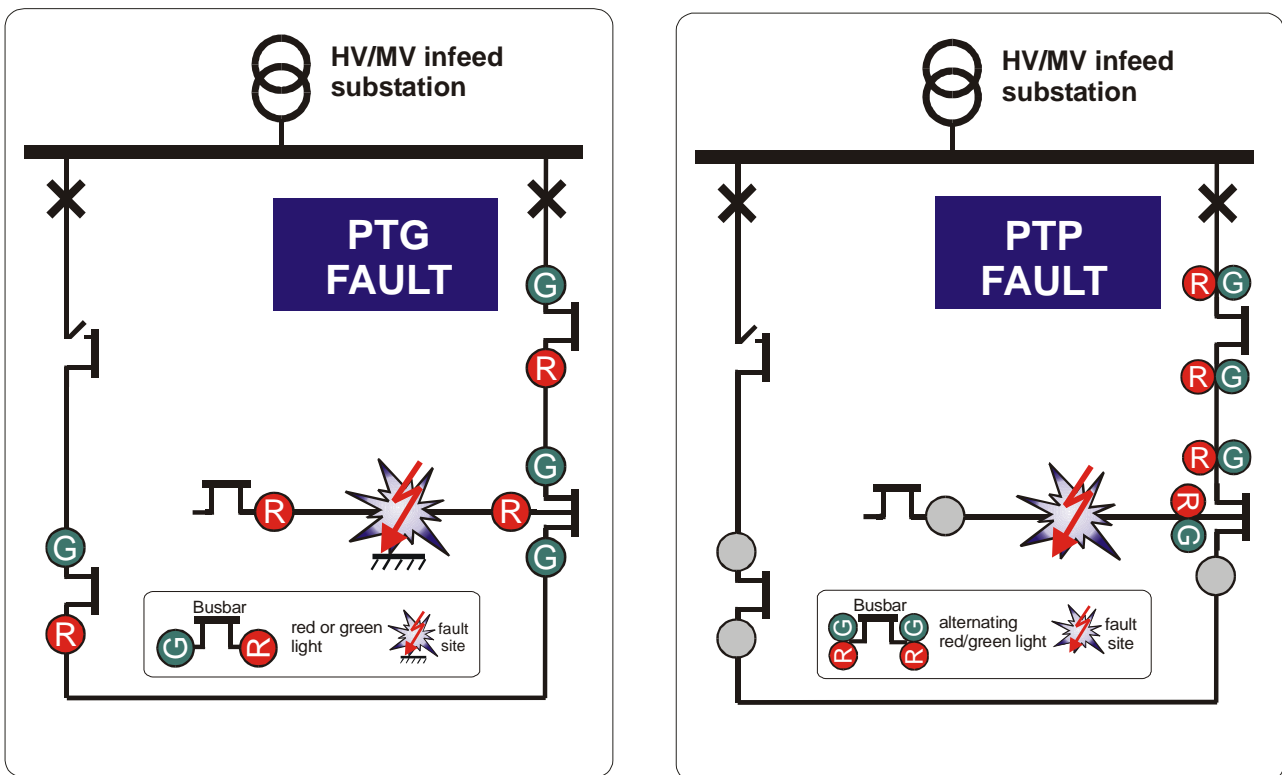 HV/MV infeed
substation
PTG
FAULT
G
R
G
R
R
G
G
R
Busbar
G
R
red or green
light
fault
site
HV/MV infeed
substation
PTP
FAULT
R G
R G
R G
R
G
Busbar
G
R
G
R
alternating
red/green light
fault
site